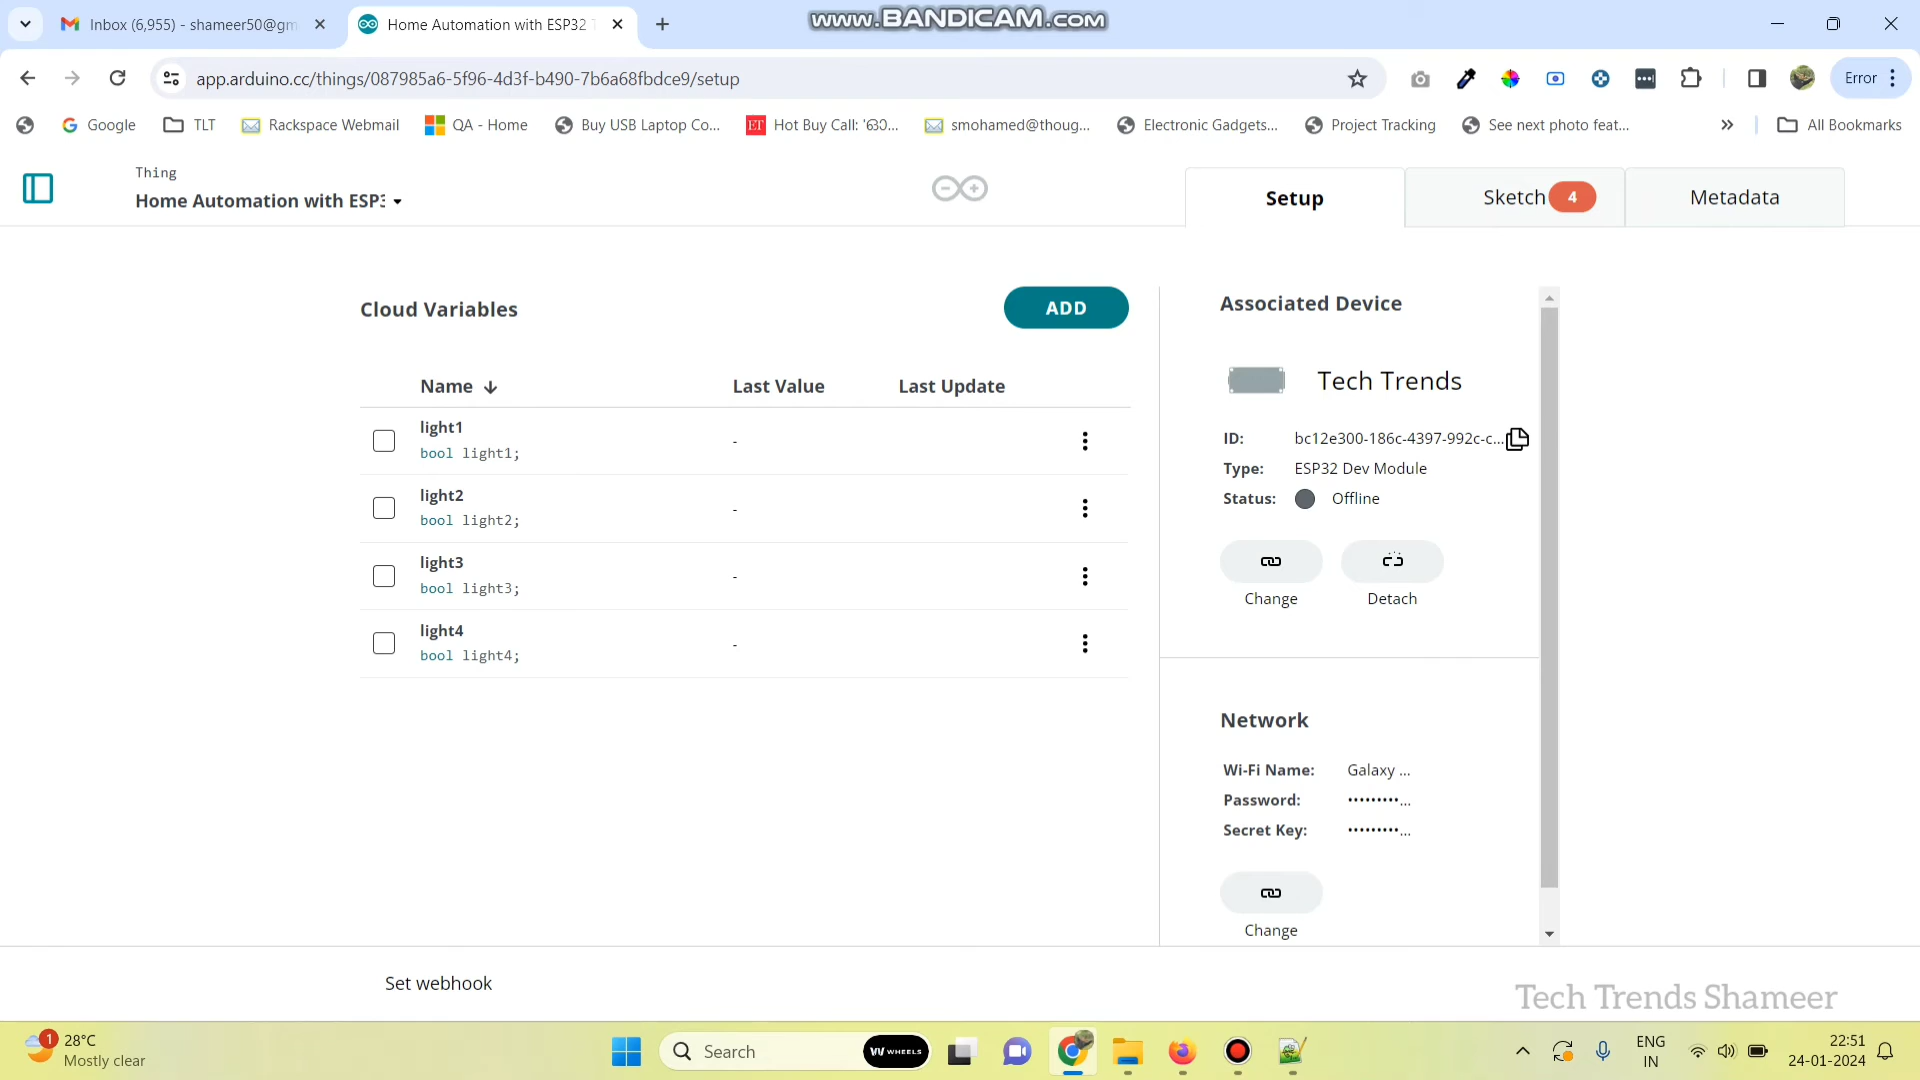 Inbox (6,955) - shameer50@gm
Home Automation with ESP32
www.BANDICAM.com
app.arduino.cc/things/087985a6-5f96-4d3f-b490-7b6a68fbdce9/setup
Error
Google
TLT
Rackspace Webmail
QA - Home
Buy USB Laptop Co...
ET
Hot Buy Call: '630...
smohamed@thoug...
Electronic Gadgets...
Project Tracking
See next photo feat...
All Bookmarks
Thing
Home Automation with ESP3
Setup
Sketch 4
Metadata
Cloud Variables
ADD
Name
Last Value
Last Update
light1
bool light1;
-
light2
bool light2;
-
light3
bool light3;
-
light4
bool light4;
-
Associated Device
Tech Trends
ID: bc12e300-186c-4397-992c-c...
Type: ESP32 Dev Module
Status: Offline
Change
Detach
Network
Wi-Fi Name: Galaxy ...
Password: •••••••••...
Secret Key: •••••••••...
Change
Set webhook
Tech Trends Shameer
1
28°C
Mostly clear
Search
WHEELS
ENG
IN
22:51
24-01-2024